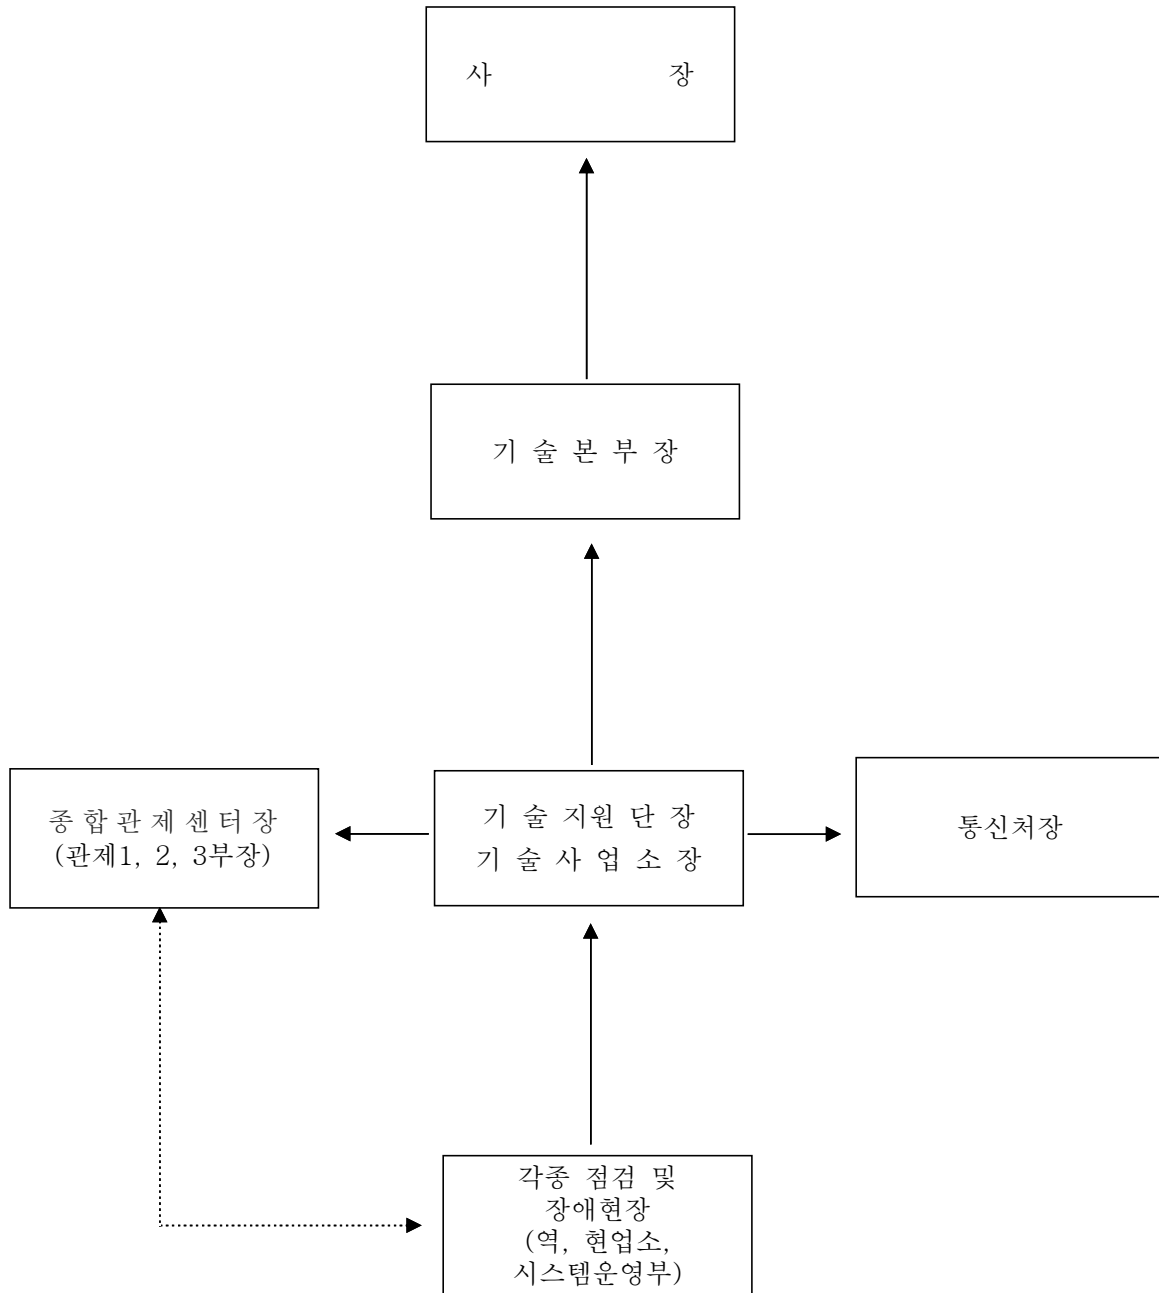 사 장
기 술 본 부 장
종 합 관 제 센 터 장
(관제1, 2, 3부장)
기 술 지원 단 장
기 술 사 업 소 장
통신처장
각종 점검 및
장애현장
(역, 현업소,
시스템운영부)